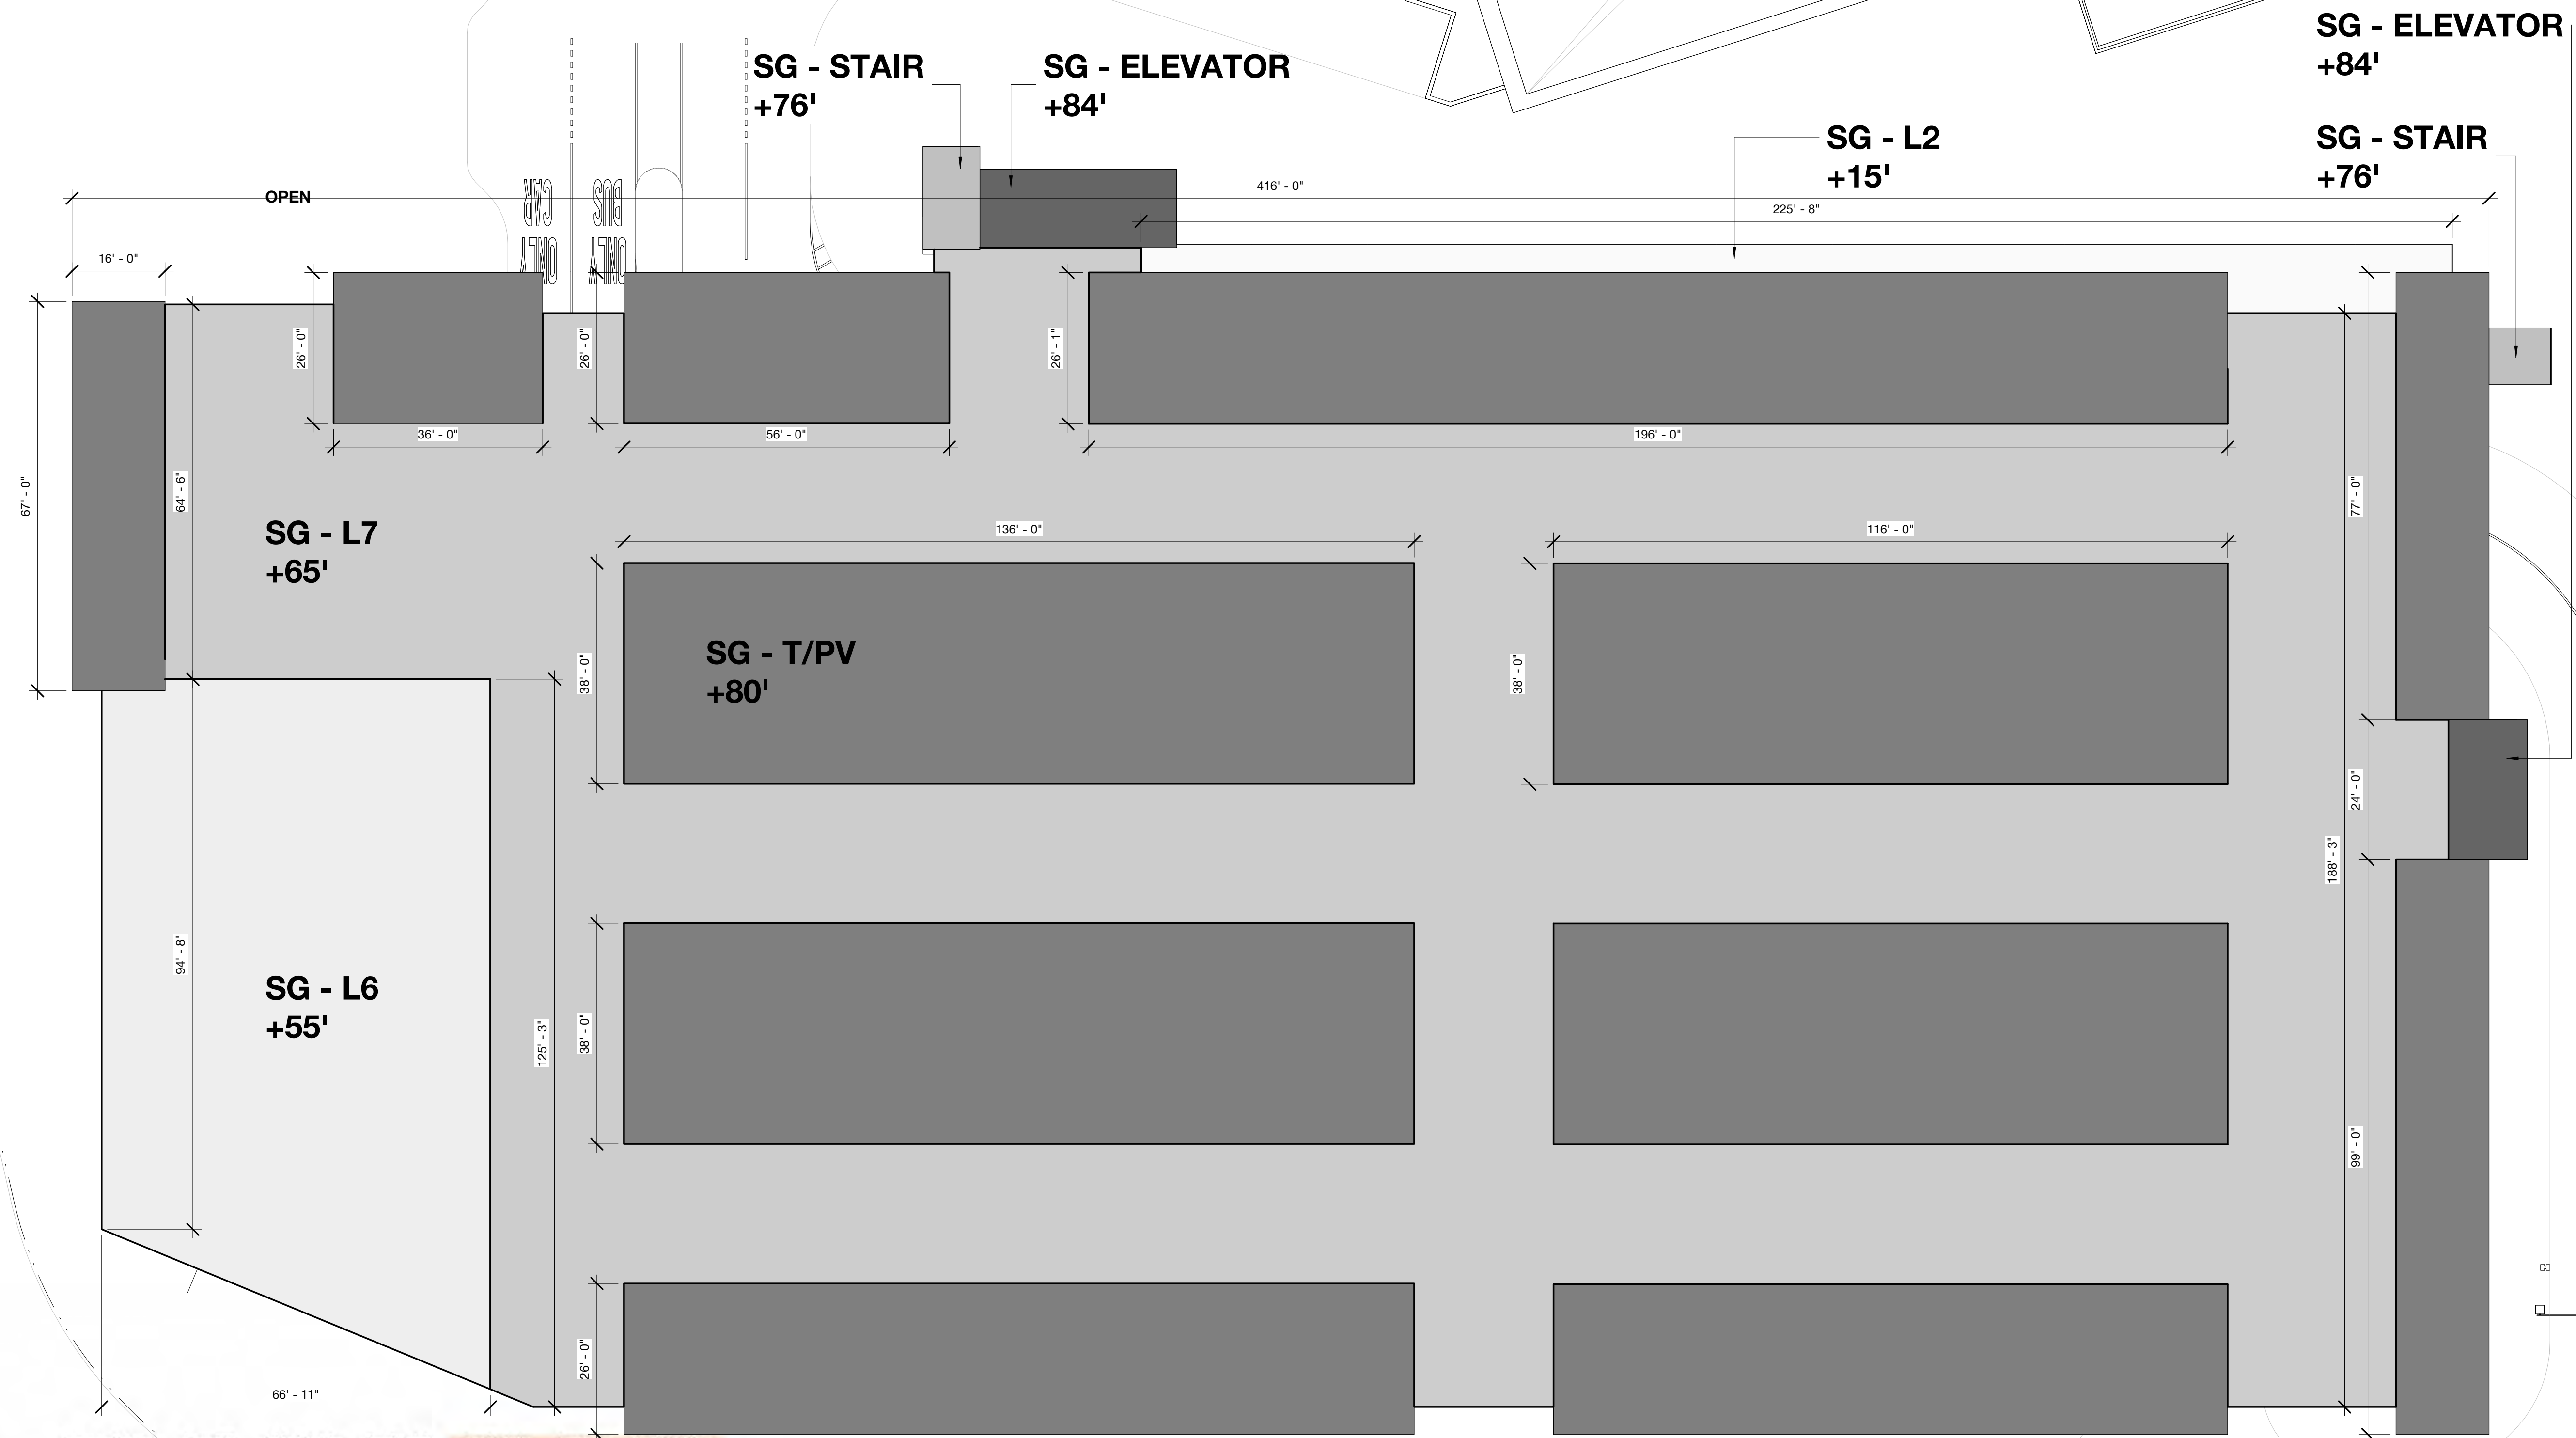 SG - ELEVATOR
+84'
SG - STAIR
+76'
SG - ELEVATOR
+84'
SG - L2
+15'
SG - STAIR
+76'
416' - 0"
OPEN
CAR
BUS
225' - 8"
ONLY
ONLY
16' - 0"
26' - 0"
26' - 0"
26' - 1"
36' - 0"
56' - 0"
196' - 0"
67' - 0"
64' - 6"
77' - 0"
SG - L7
+65'
136' - 0"
116' - 0"
38' - 0"
SG - T/PV
+80'
38' - 0"
24' - 0"
188' - 3"
94' - 8"
SG - L6
+55'
125' - 3"
38' - 0"
99' - 0"
26' - 0"
66' - 11"